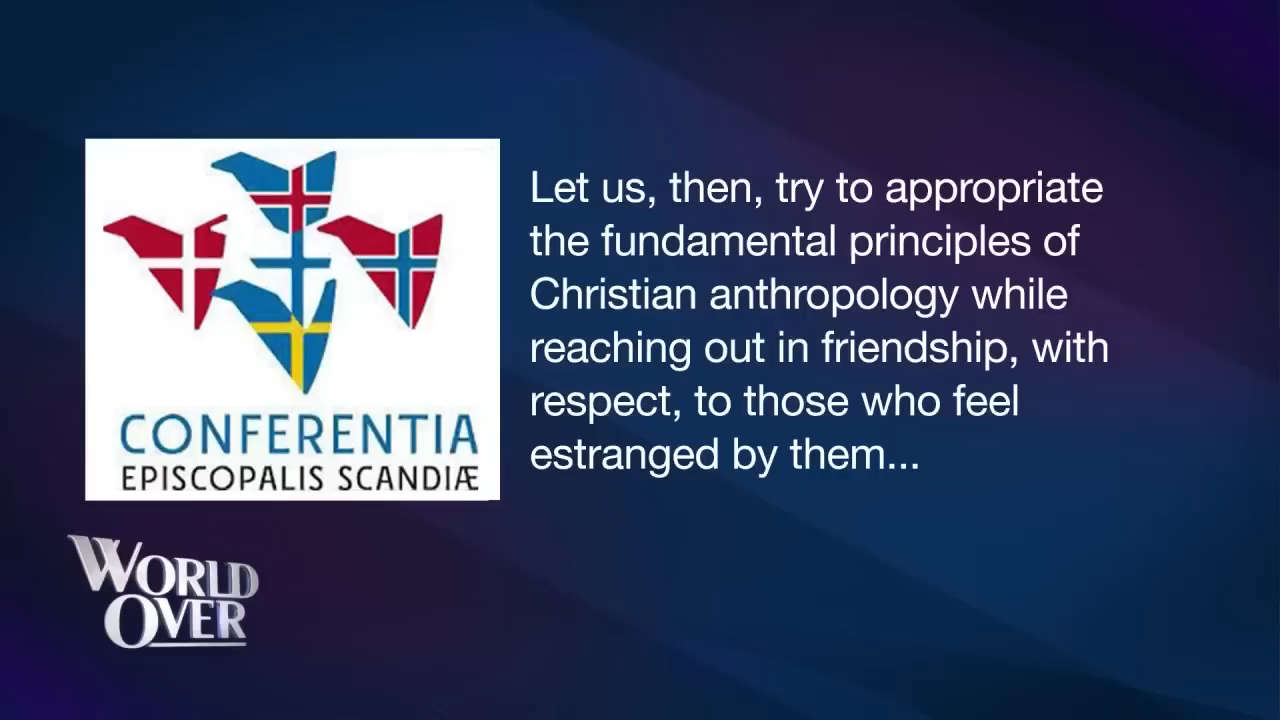 CONFERENTIA
EPISCOPALIS SCANDIÆ
Let us, then, try to appropriate
the fundamental principles of
Christian anthropology while
reaching out in friendship, with
respect, to those who feel
estranged by them...
WORLD
OVER